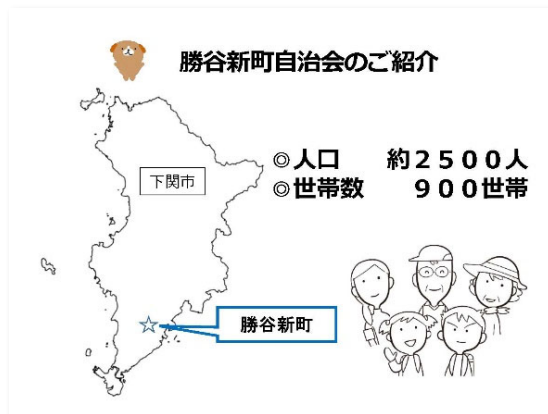 勝谷新町自治会のご紹介
下関市
◎人口　　約２５００人
◎世帯数　　９００世帯
勝谷新町